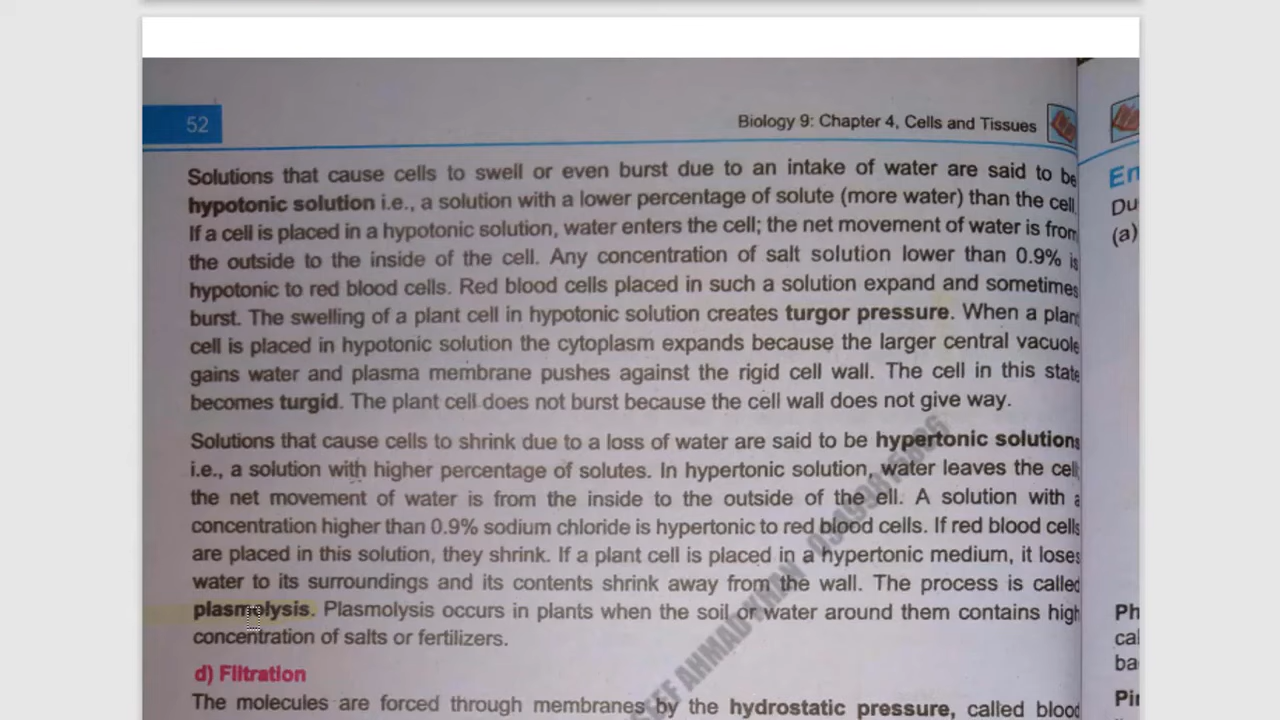 52
Biology 9: Chapter 4, Cells and Tissues
Solutions that cause cells to swell or even burst due to an intake of water are said to be
hypotonic solution i.e., a solution with a lower percentage of solute (more water) than the cell.
If a cell is placed in a hypotonic solution, water enters the cell; the net movement of water is from
the outside to the inside of the cell. Any concentration of salt solution lower than 0.9% is
hypotonic to red blood cells. Red blood cells placed in such a solution expand and sometimes
burst. The swelling of a plant cell in hypotonic solution creates turgor pressure. When a plant
cell is placed in hypotonic solution the cytoplasm expands because the larger central vacuole
gains water and plasma membrane pushes against the rigid cell wall. The cell in this state
becomes turgid. The plant cell does not burst because the cell wall does not give way.
Solutions that cause cells to shrink due to a loss of water are said to be hypertonic solutions
i.e., a solution with higher percentage of solutes. In hypertonic solution, water leaves the cell;
the net movement of water is from the inside to the outside of the ell. A solution with a
concentration higher than 0.9% sodium chloride is hypertonic to red blood cells. If red blood cells
are placed in this solution, they shrink. If a plant cell is placed in a hypertonic medium, it loses
water to its surroundings and its contents shrink away from the wall. The process is called
plasmolysis. Plasmolysis occurs in plants when the soil or water around them contains high
concentration of salts or fertilizers.
d) Flitration
The molecules are forced through membranes by the hydrostatic pressure, called blood
En
Du
(a)
Ph
cal
ba
Pin